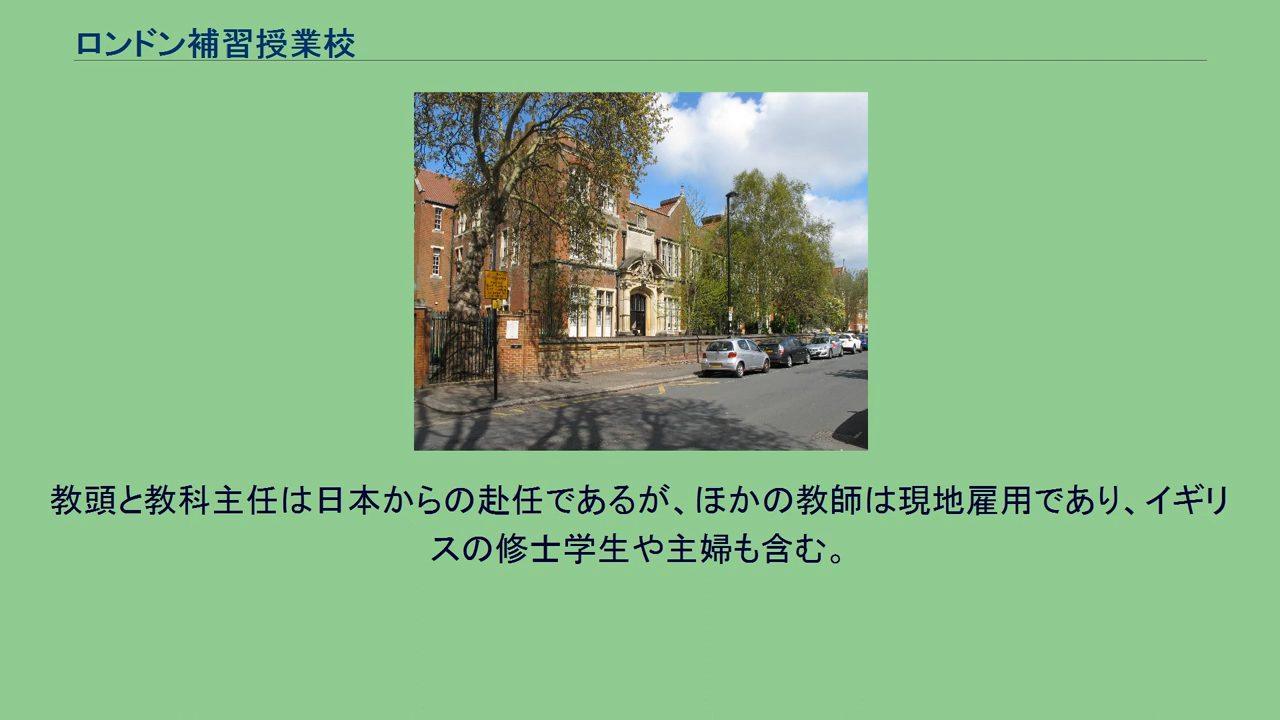 ロンドン補習授業校
教頭と教科主任は日本からの赴任であるが、ほかの教師は現地雇用であり、イギリ
スの修士学生や主婦も含む。